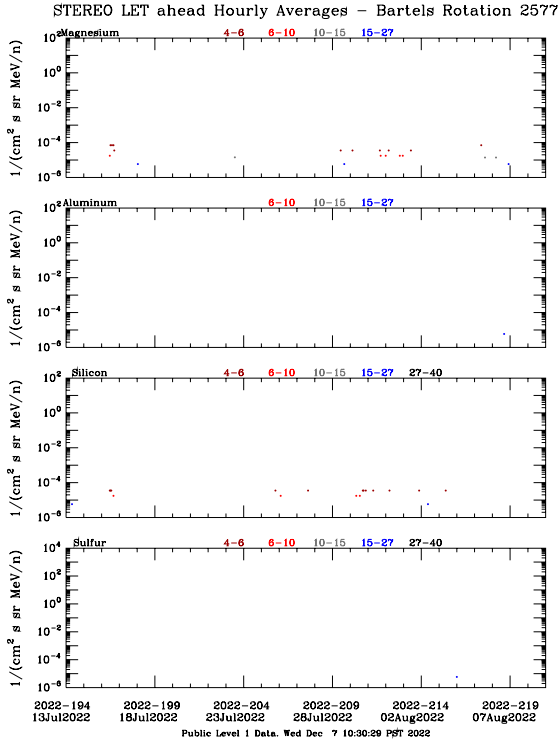 STEREO LET ahead Hourly Averages - Bartels Rotation 2577
Magnesium 4-6 6-10 10-15 15-27
10² 10⁰ 10⁻² 10⁻⁴ 10⁻⁶
1/(cm² s sr MeV/n)
Aluminum 6-10 10-15 15-27
10² 10⁰ 10⁻² 10⁻⁴ 10⁻⁶
1/(cm² s sr MeV/n)
Silicon 4-6 6-10 10-15 15-27 27-40
10² 10⁰ 10⁻² 10⁻⁴ 10⁻⁶
1/(cm² s sr MeV/n)
Sulfur 4-6 6-10 10-15 15-27 27-40
10⁴ 10² 10⁰ 10⁻² 10⁻⁴ 10⁻⁶
1/(cm² s sr MeV/n)
2022-194 2022-199 2022-204 2022-209 2022-214 2022-219
13Jul2022 18Jul2022 23Jul2022 28Jul2022 02Aug2022 07Aug2022
Public Level 1 Data. Wed Dec 7 10:30:29 PST 2022